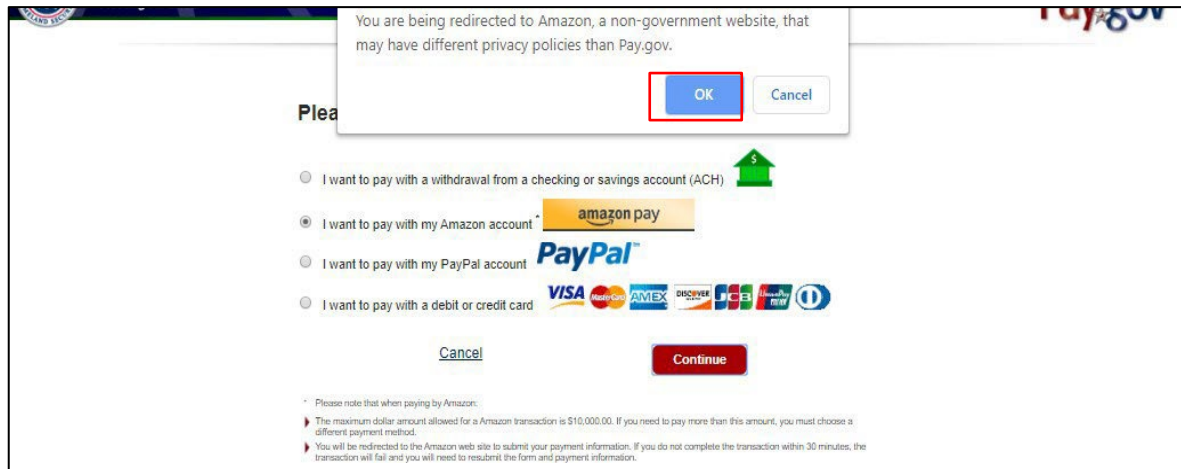 You are being redirected to Amazon, a non-government website, that
may have different privacy policies than Pay.gov.
OK
Cancel
Pay.gov
Plea
I want to pay with a withdrawal from a checking or savings account (ACH)
$
I want to pay with my Amazon account *
amazon pay
I want to pay with my PayPal account
PayPal™
I want to pay with a debit or credit card
VISA MasterCard AMEX DISCOVER JCB UnionPay
Cancel
Continue
* Please note that when paying by Amazon:
The maximum dollar amount allowed for a Amazon transaction is $10,000.00. If you need to pay more than this amount, you must choose a
different payment method.
You will be redirected to the Amazon web site to submit your payment information. If you do not complete the transaction within 30 minutes, the
transaction will fail and you will need to resubmit the form and payment information.